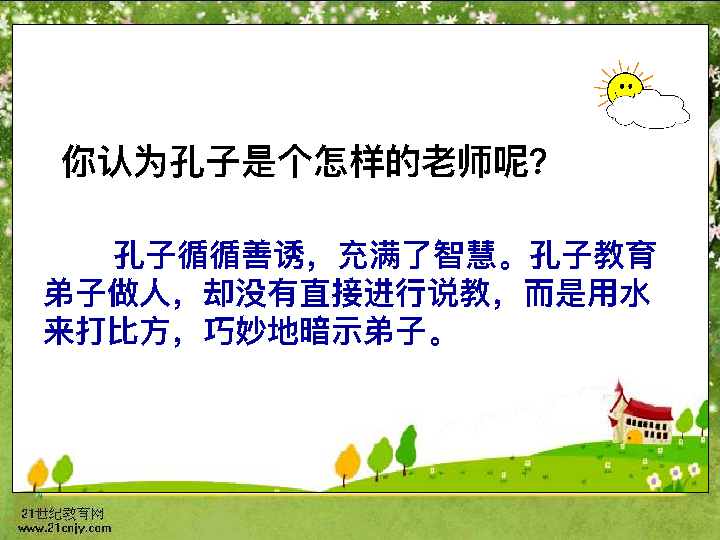 你认为孔子是个怎样的老师呢?
孔子循循善诱，充满了智慧。孔子教育
弟子做人，却没有直接进行说教，而是用水
来打比方，巧妙地暗示弟子。
21世纪教育网
www.21cnjy.com